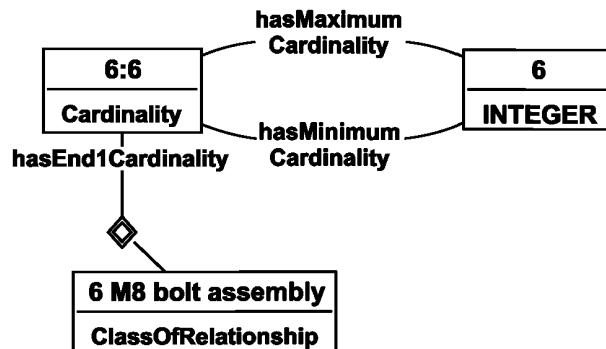 hasMaximum
Cardinality
6:6
Cardinality
6
INTEGER
hasMinimum
Cardinality
hasEnd1Cardinality
6 M8 bolt assembly
ClassOfRelationship